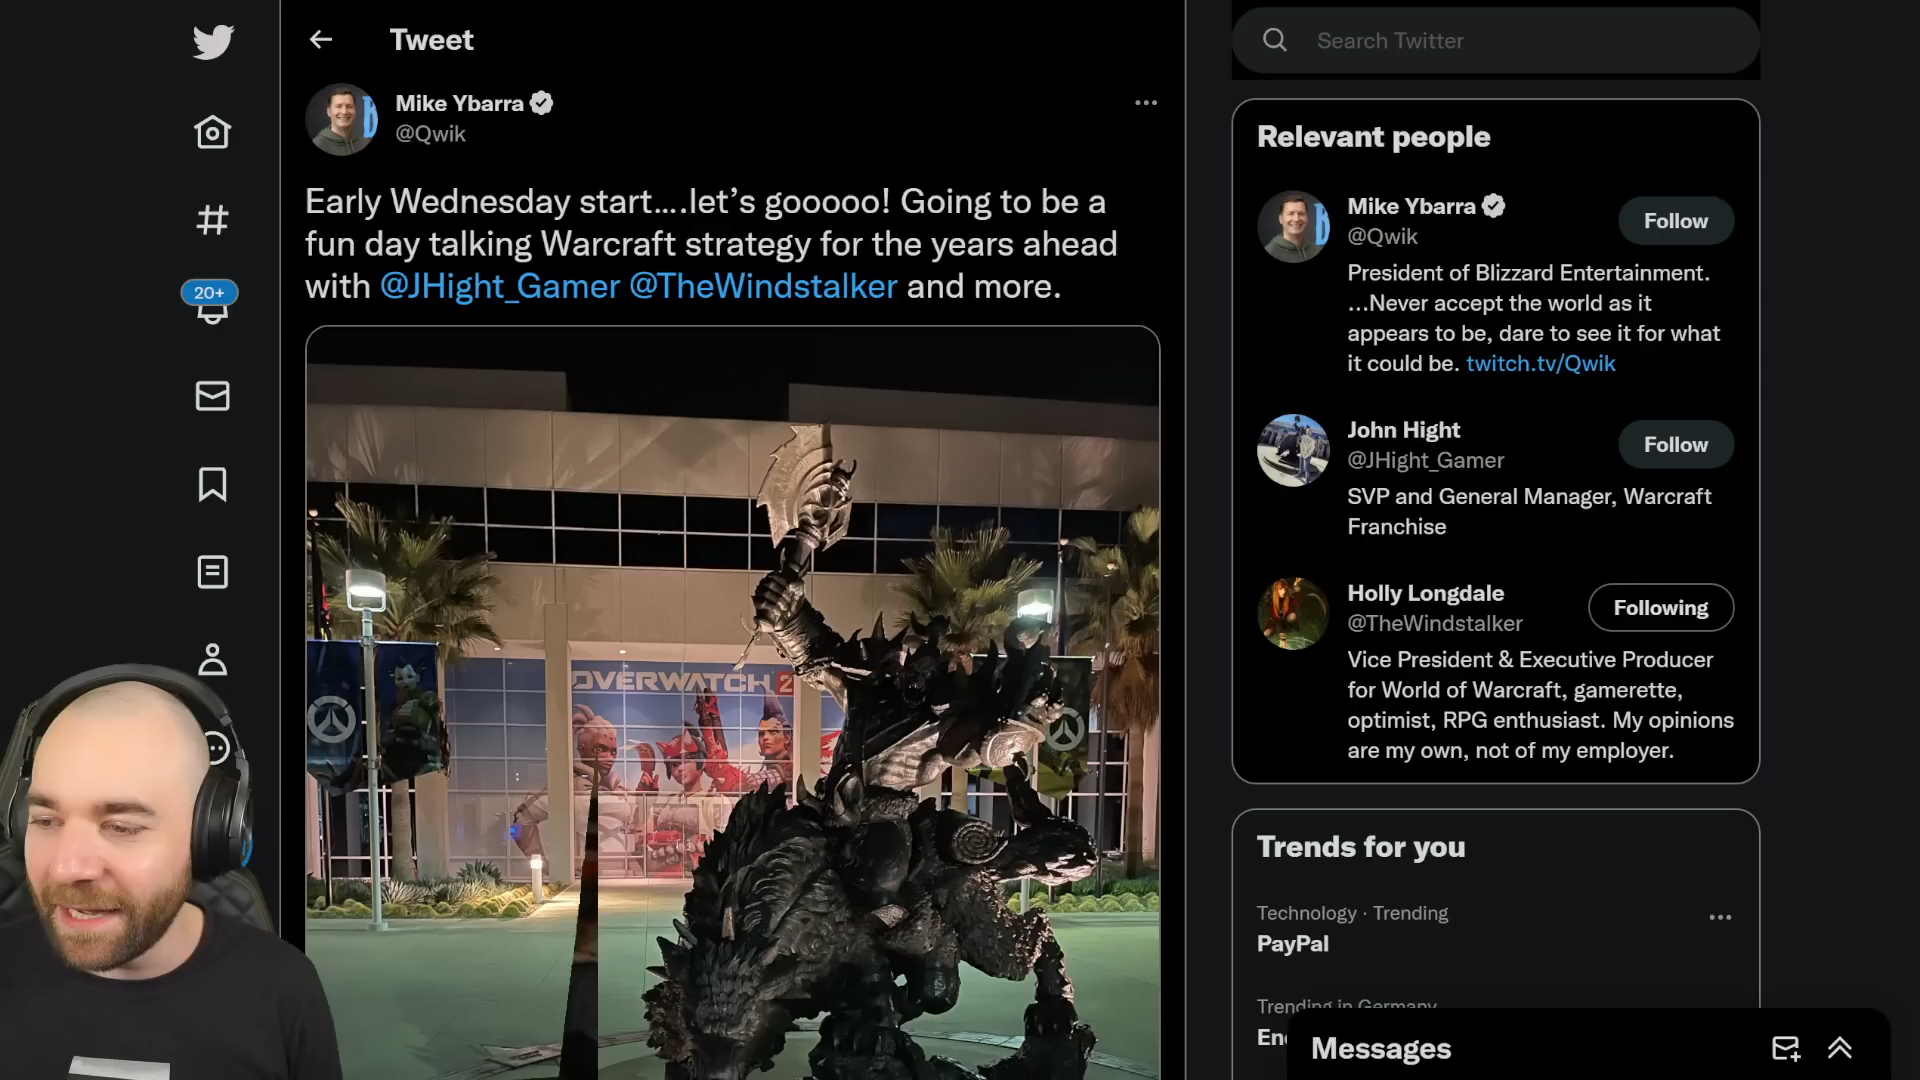 Tweet
Mike Ybarra
@Qwik
Early Wednesday start....let's gooooo! Going to be a
fun day talking Warcraft strategy for the years ahead
with @JHight_Gamer @TheWindstalker and more.
OVERWATCH 2
20+
Search Twitter
Relevant people
Mike Ybarra
@Qwik
Follow
President of Blizzard Entertainment.
...Never accept the world as it
appears to be, dare to see it for what
it could be. twitch.tv/Qwik
John Hight
@JHight_Gamer
Follow
SVP and General Manager, Warcraft
Franchise
Holly Longdale
@TheWindstalker
Following
Vice President & Executive Producer
for World of Warcraft, gamerette,
optimist, RPG enthusiast. My opinions
are my own, not of my employer.
Trends for you
Technology · Trending
PayPal
Trending in Germany
Messages